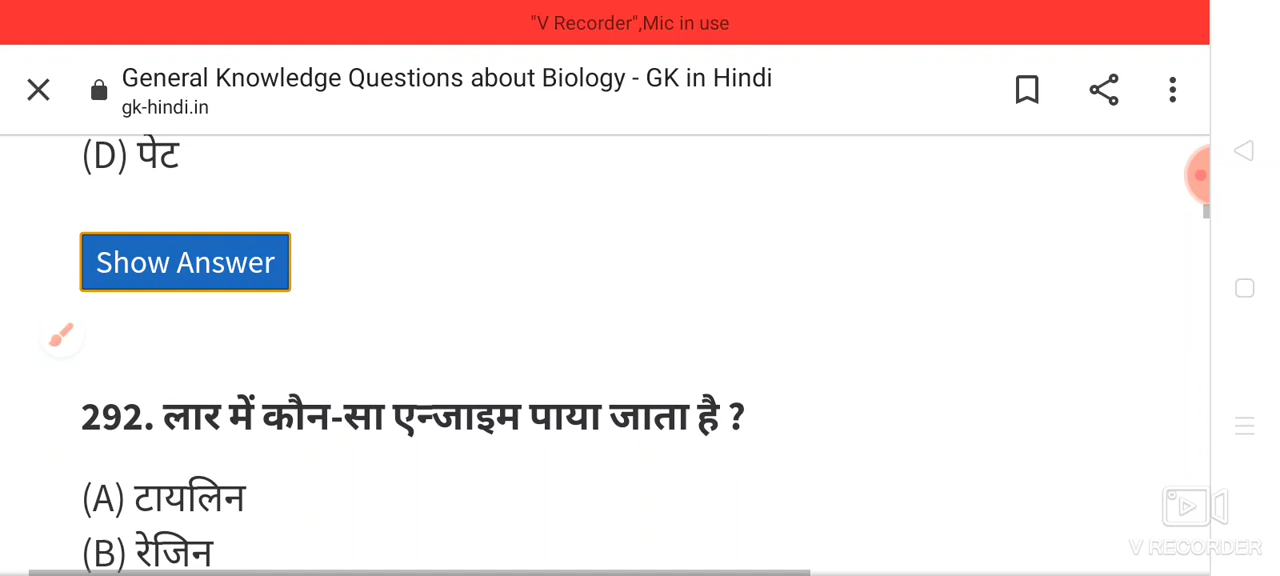 "V Recorder",Mic in use
General Knowledge Questions about Biology - GK in Hindi
gk-hindi.in
(D) पेट
Show Answer
292. लार में कौन-सा एन्जाइम पाया जाता है ?
(A) टायलिन
(B) रेजिन
V RECORDER